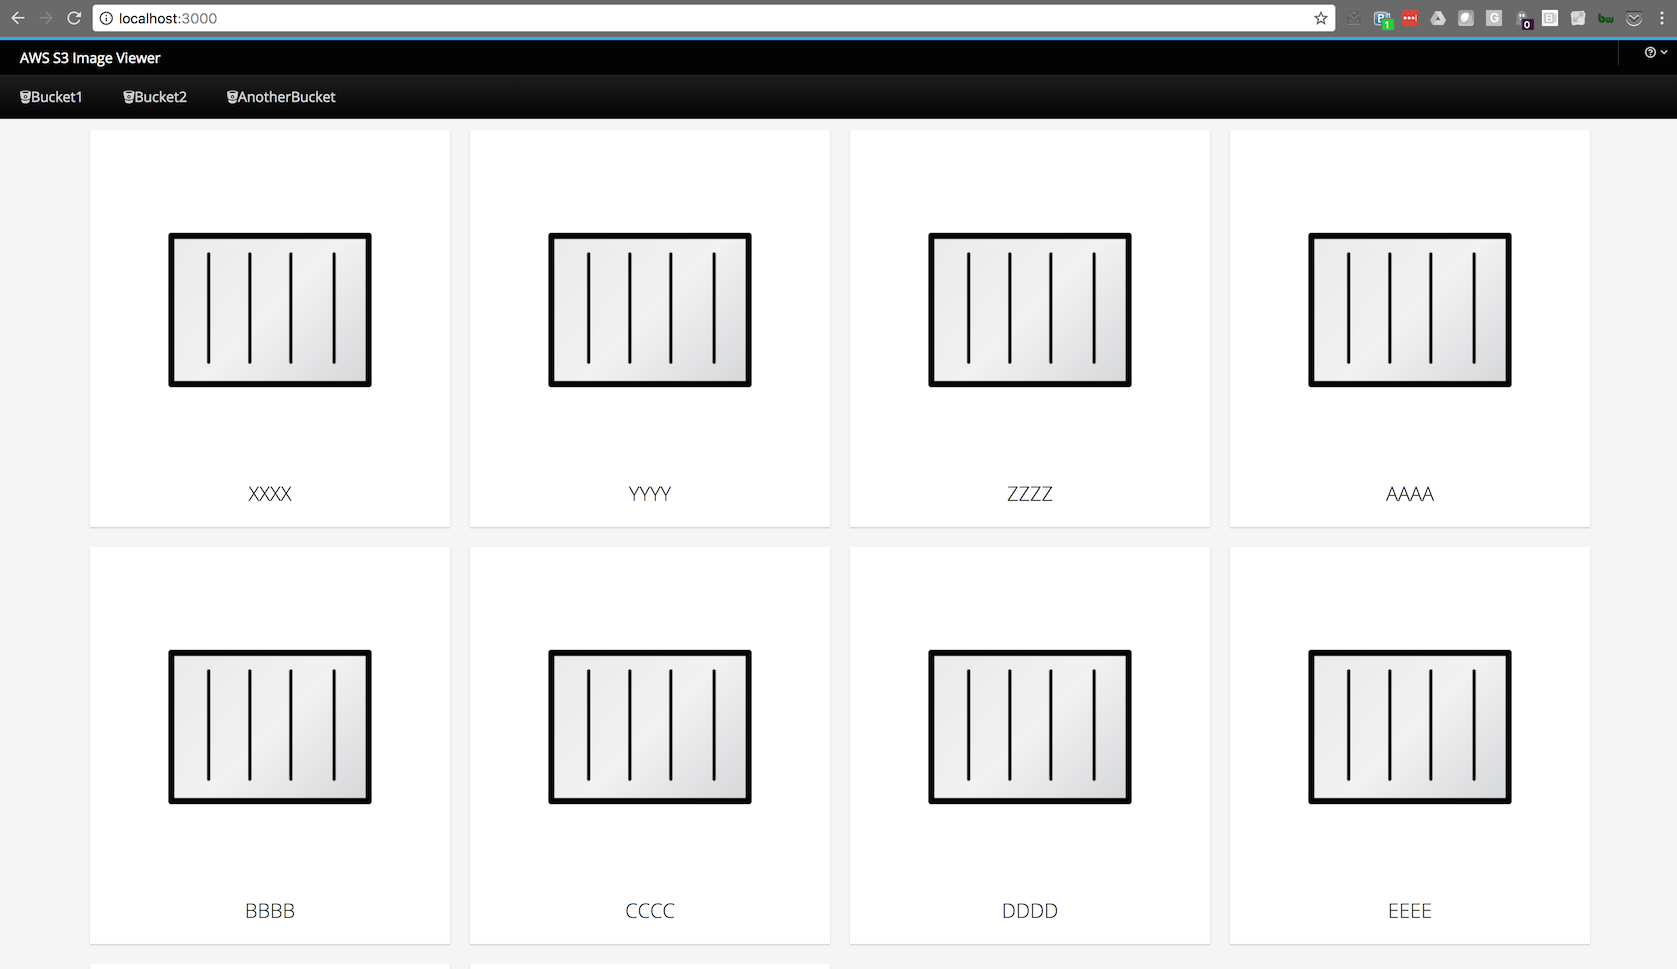 localhost:3000
AWS S3 Image Viewer
Bucket1 Bucket2 AnotherBucket
XXXX YYYY ZZZZ AAAA
BBBB CCCC DDDD EEEE